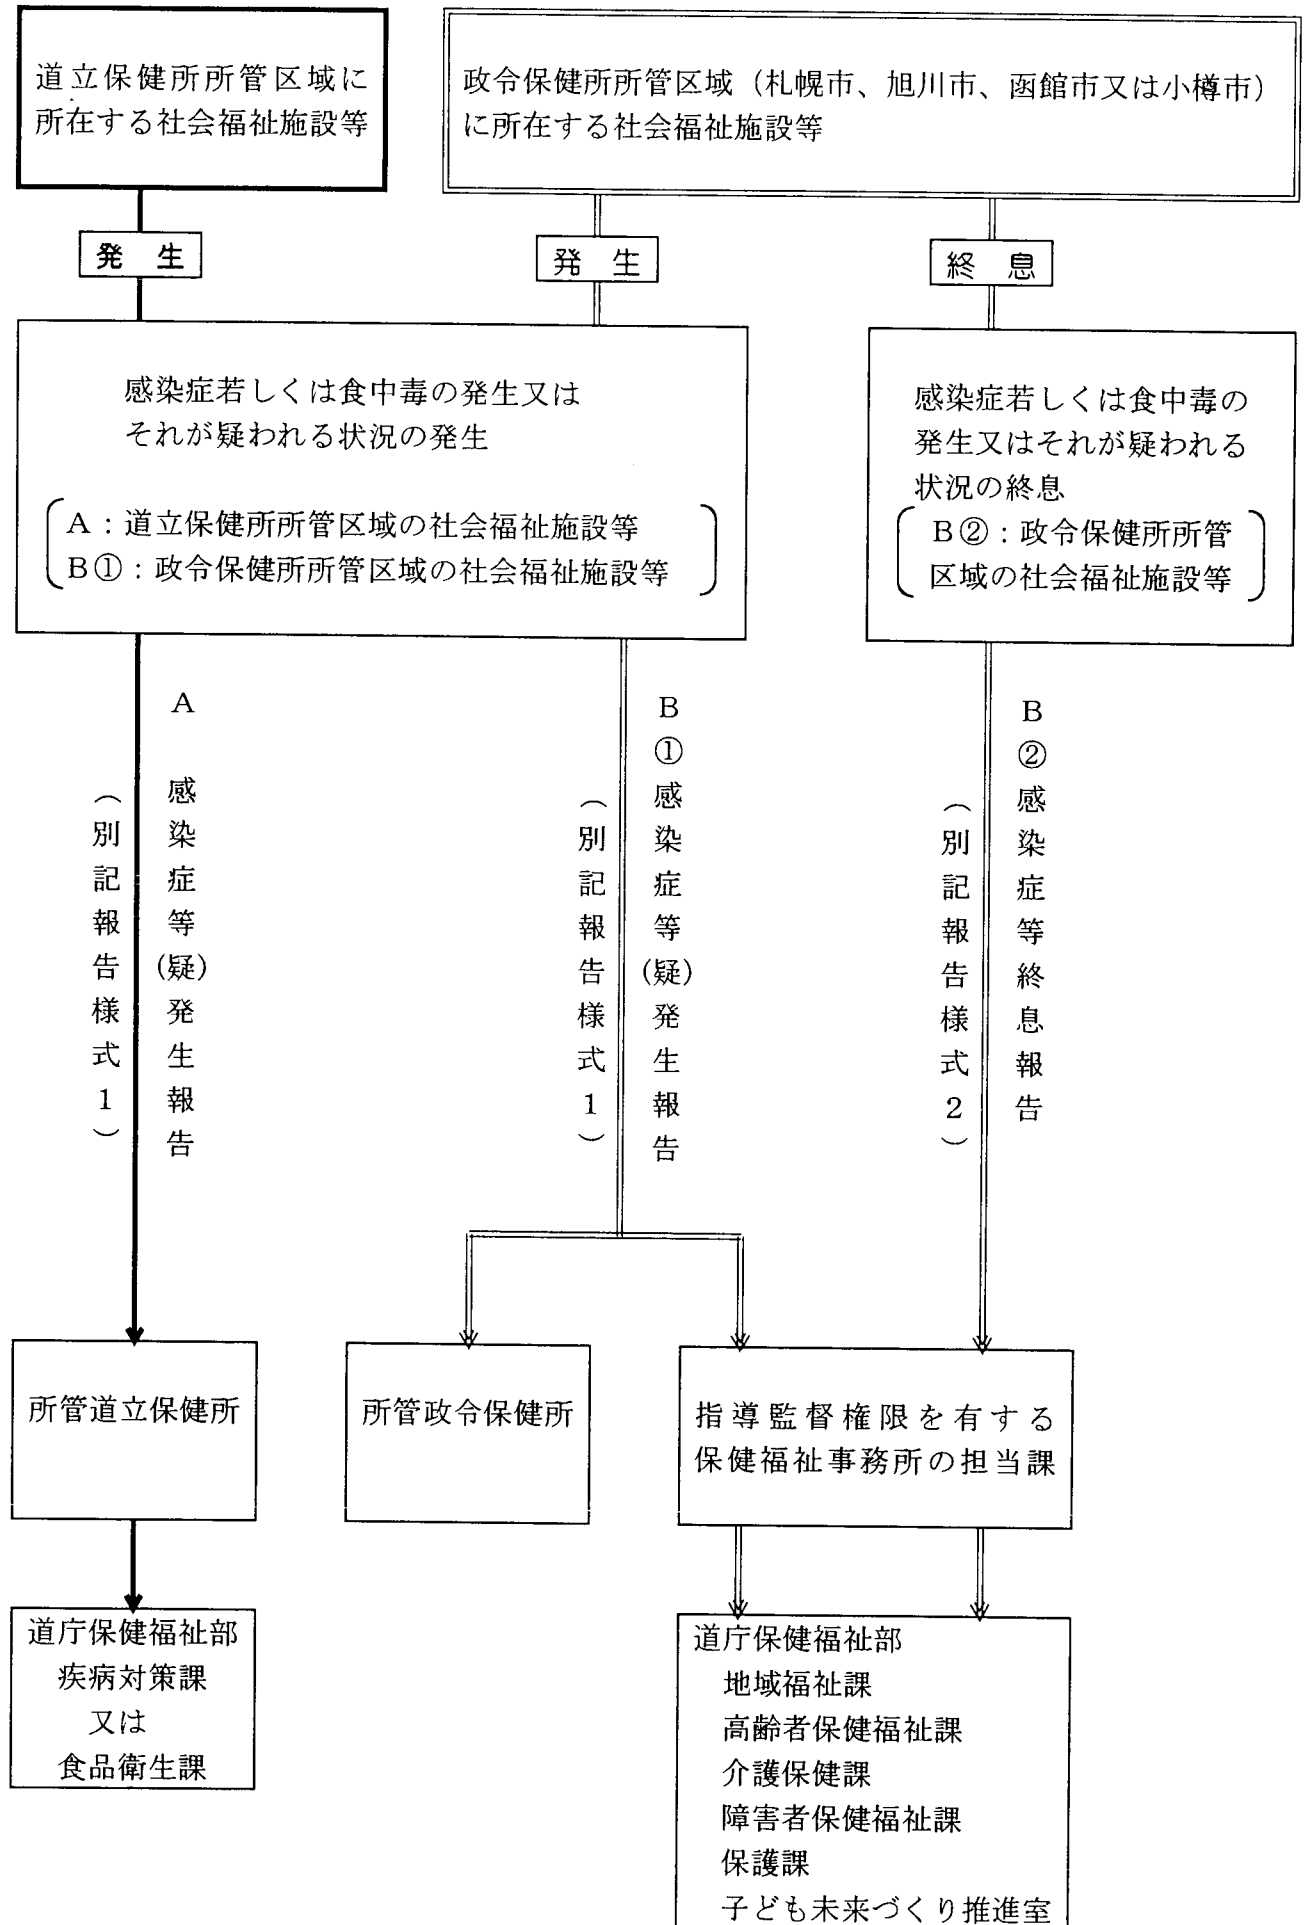 道立保健所所管区域に
所在する社会福祉施設等
政令保健所所管区域（札幌市、旭川市、函館市又は小樽市）
に所在する社会福祉施設等
発生
発生
終息
感染症若しくは食中毒の発生又は
それが疑われる状況の発生
A：道立保健所所管区域の社会福祉施設等
B①：政令保健所所管区域の社会福祉施設等
感染症若しくは食中毒の
発生又はそれが疑われる
状況の終息
B②：政令保健所所管
区域の社会福祉施設等
A 感染症等(疑)発生報告
（別記報告様式1）
B①感染症等(疑)発生報告
（別記報告様式1）
B②感染症等終息報告
（別記報告様式2）
所管道立保健所
所管政令保健所
指導監督権限を有する
保健福祉事務所の担当課
道庁保健福祉部
疾病対策課
又は
食品衛生課
道庁保健福祉部
地域福祉課
高齢者保健福祉課
介護保健課
障害者保健福祉課
保護課
子ども未来づくり推進室